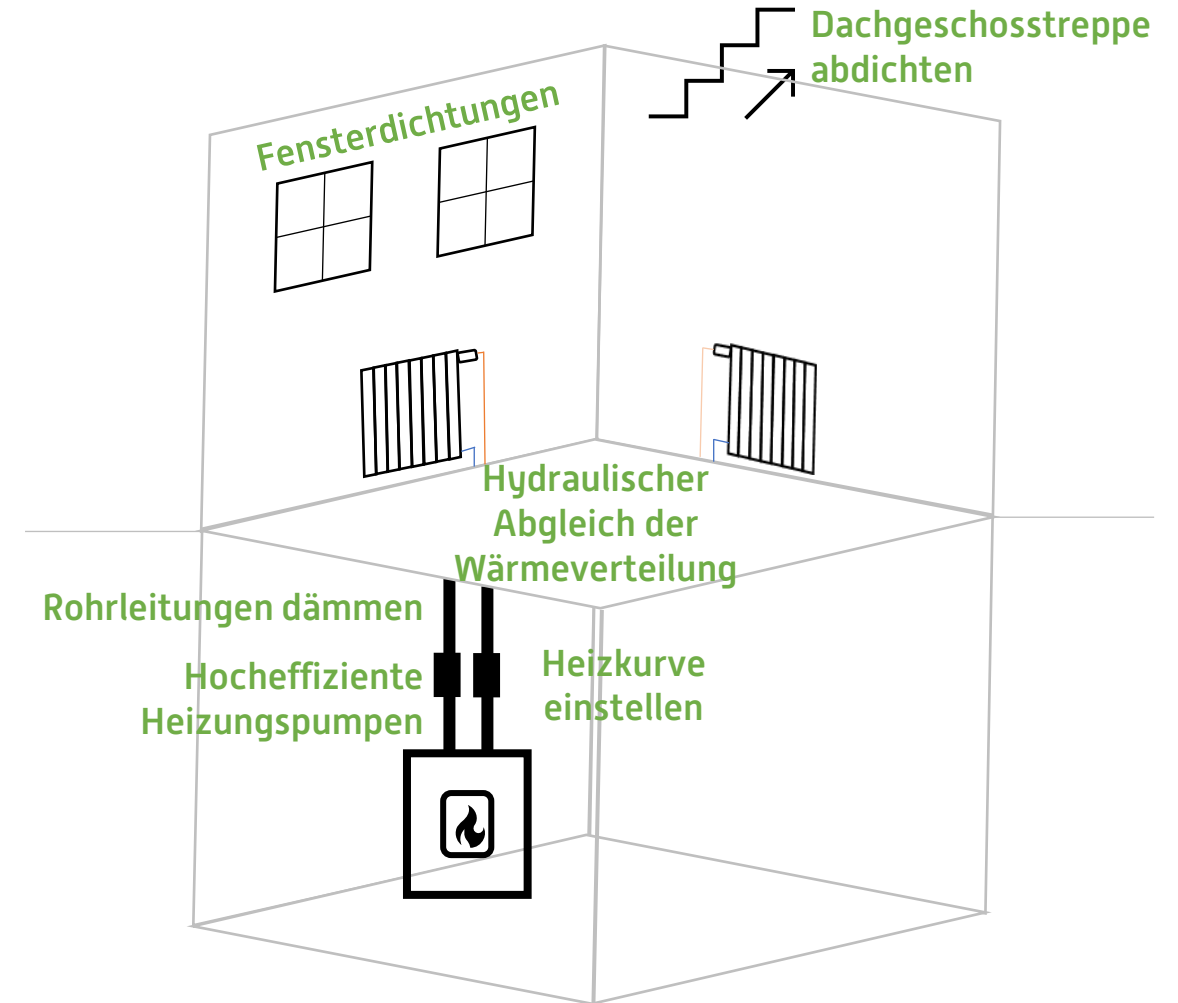 Dachgeschosstreppe
abdichten
Fensterdichtungen
Hydraulischer
Abgleich der
Wärmeverteilung
Rohrleitungen dämmen
Hocheffiziente
Heizungspumpen
Heizkurve
einstellen